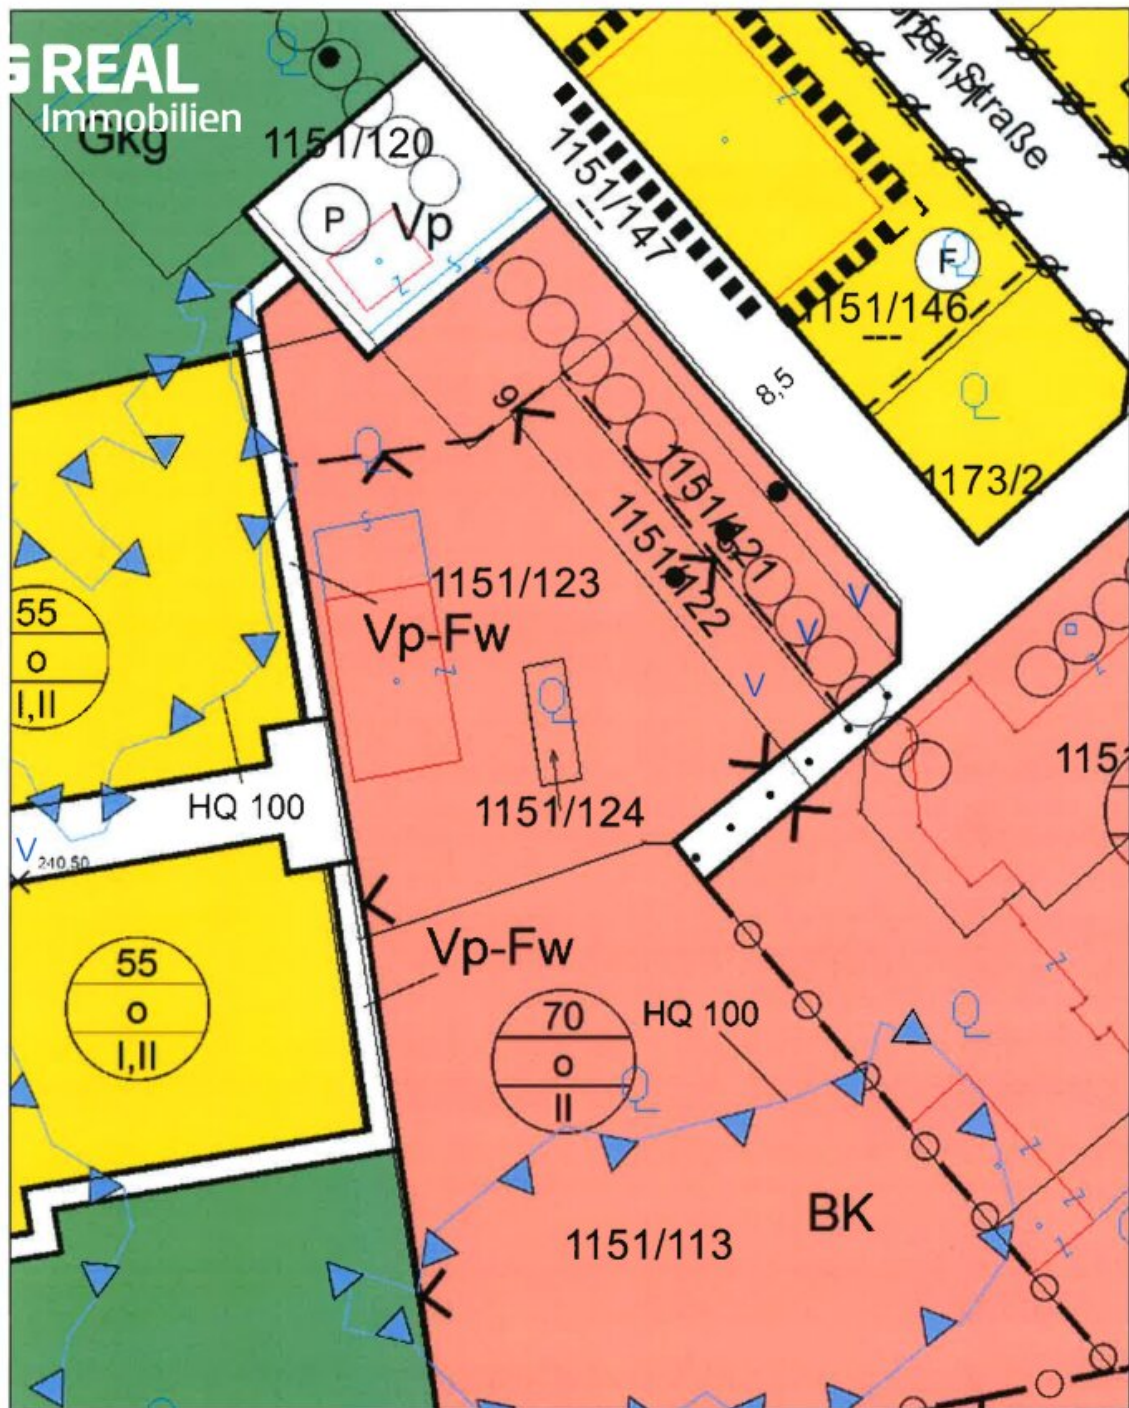 G REAL
Immobilien
Gkg
1151/120
P
Vp
1151/147
F
1151/146
8,5
9
1173/2
1151/121
1151/122
1151/123
Vp-Fw
55
o
I,II
V
V
V
1151/124
HQ 100
V
240.50
Vp-Fw
55
o
I,II
70
o
II
HQ 100
BK
1151/113